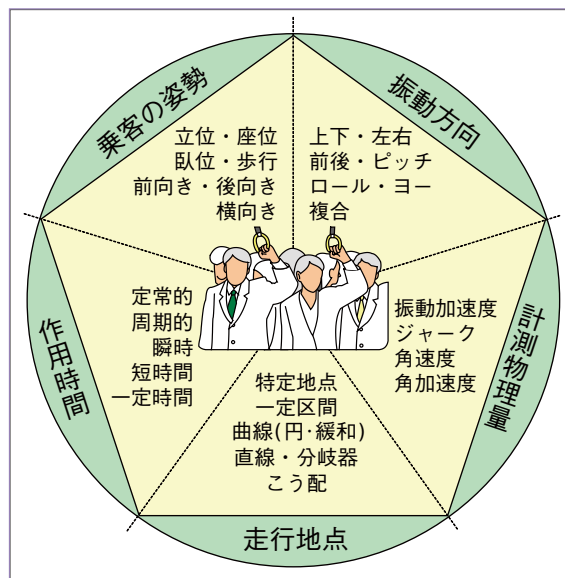 乗客の姿勢
立位・座位
臥位・歩行
前向き・後向き
横向き
振動方向
上下・左右
前後・ピッチ
ロール・ヨー
複合
計測物理量
振動加速度
ジャーク
角速度
角加速度
走行地点
特定地点
一定区間
曲線(円・緩和)
直線・分岐器
こう配
作用時間
定常的
周期的
瞬時
短時間
一定時間